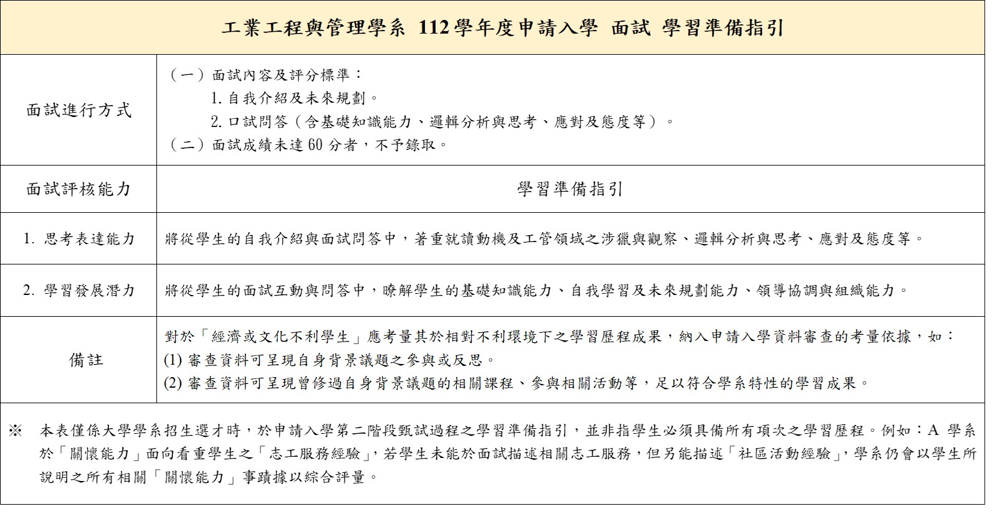 工業工程與管理學系 112 學年度申請入學 面試 學習準備指引
面試進行方式
（一）面試內容及評分標準：
1. 自我介紹及未來規劃。
2. 口試問答（含基礎知識能力、邏輯分析與思考、應對及態度等）。
（二）面試成績未達 60 分者，不予錄取。
面試評核能力
學習準備指引
1. 思考表達能力
將從學生的自我介紹與面試問答中，著重就讀動機及工管領域之涉獵與觀察、邏輯分析與思考、應對及態度等。
2. 學習發展潛力
將從學生的面試互動與問答中，瞭解學生的基礎知識能力、自我學習及未來規劃能力、領導協調與組織能力。
備註
對於「經濟或文化不利學生」應考量其於相對不利環境下之學習歷程成果，納入申請入學資料審查的考量依據，如：
(1) 審查資料可呈現自身背景議題之參與或反思。
(2) 審查資料可呈現曾修過自身背景議題的相關課程、參與相關活動等，足以符合學系特性的學習成果。
※ 本表僅係大學學系招生選才時，於申請入學第二階段甄試過程之學習準備指引，並非指學生必須具備所有項次之學習歷程。例如：A 學系
於「關懷能力」面向看重學生之「志工服務經驗」，若學生未能於面試描述相關志工服務，但另能描述「社區活動經驗」，學系仍會以學生所
說明之所有相關「關懷能力」事蹟據以綜合評量。